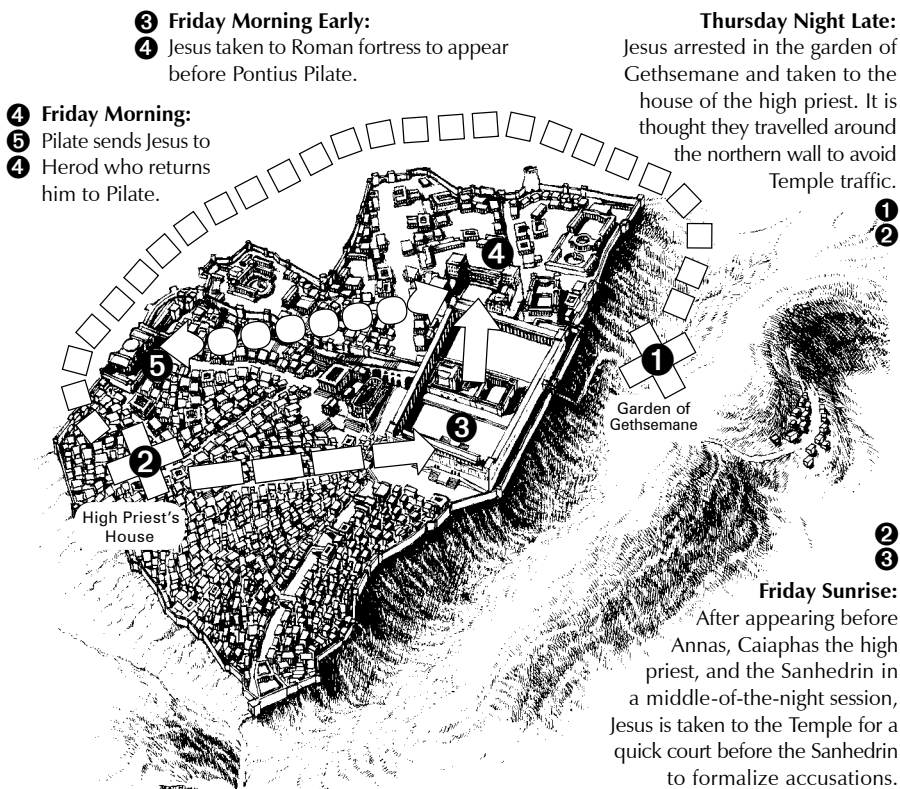 ❸ Friday Morning Early:
❹ Jesus taken to Roman fortress to appear
before Pontius Pilate.
Thursday Night Late:
Jesus arrested in the garden of
Gethsemane and taken to the
house of the high priest. It is
thought they travelled around
the northern wall to avoid
Temple traffic.
❶
❷
❹ Friday Morning:
❺ Pilate sends Jesus to
❹ Herod who returns
him to Pilate.
❹
❶
❺
Garden of
Gethsemane
❸
❷
High Priest's
House
❷
❸
Friday Sunrise:
After appearing before
Annas, Caiaphas the high
priest, and the Sanhedrin in
a middle-of-the-night session,
Jesus is taken to the Temple for a
quick court before the Sanhedrin
to formalize accusations.